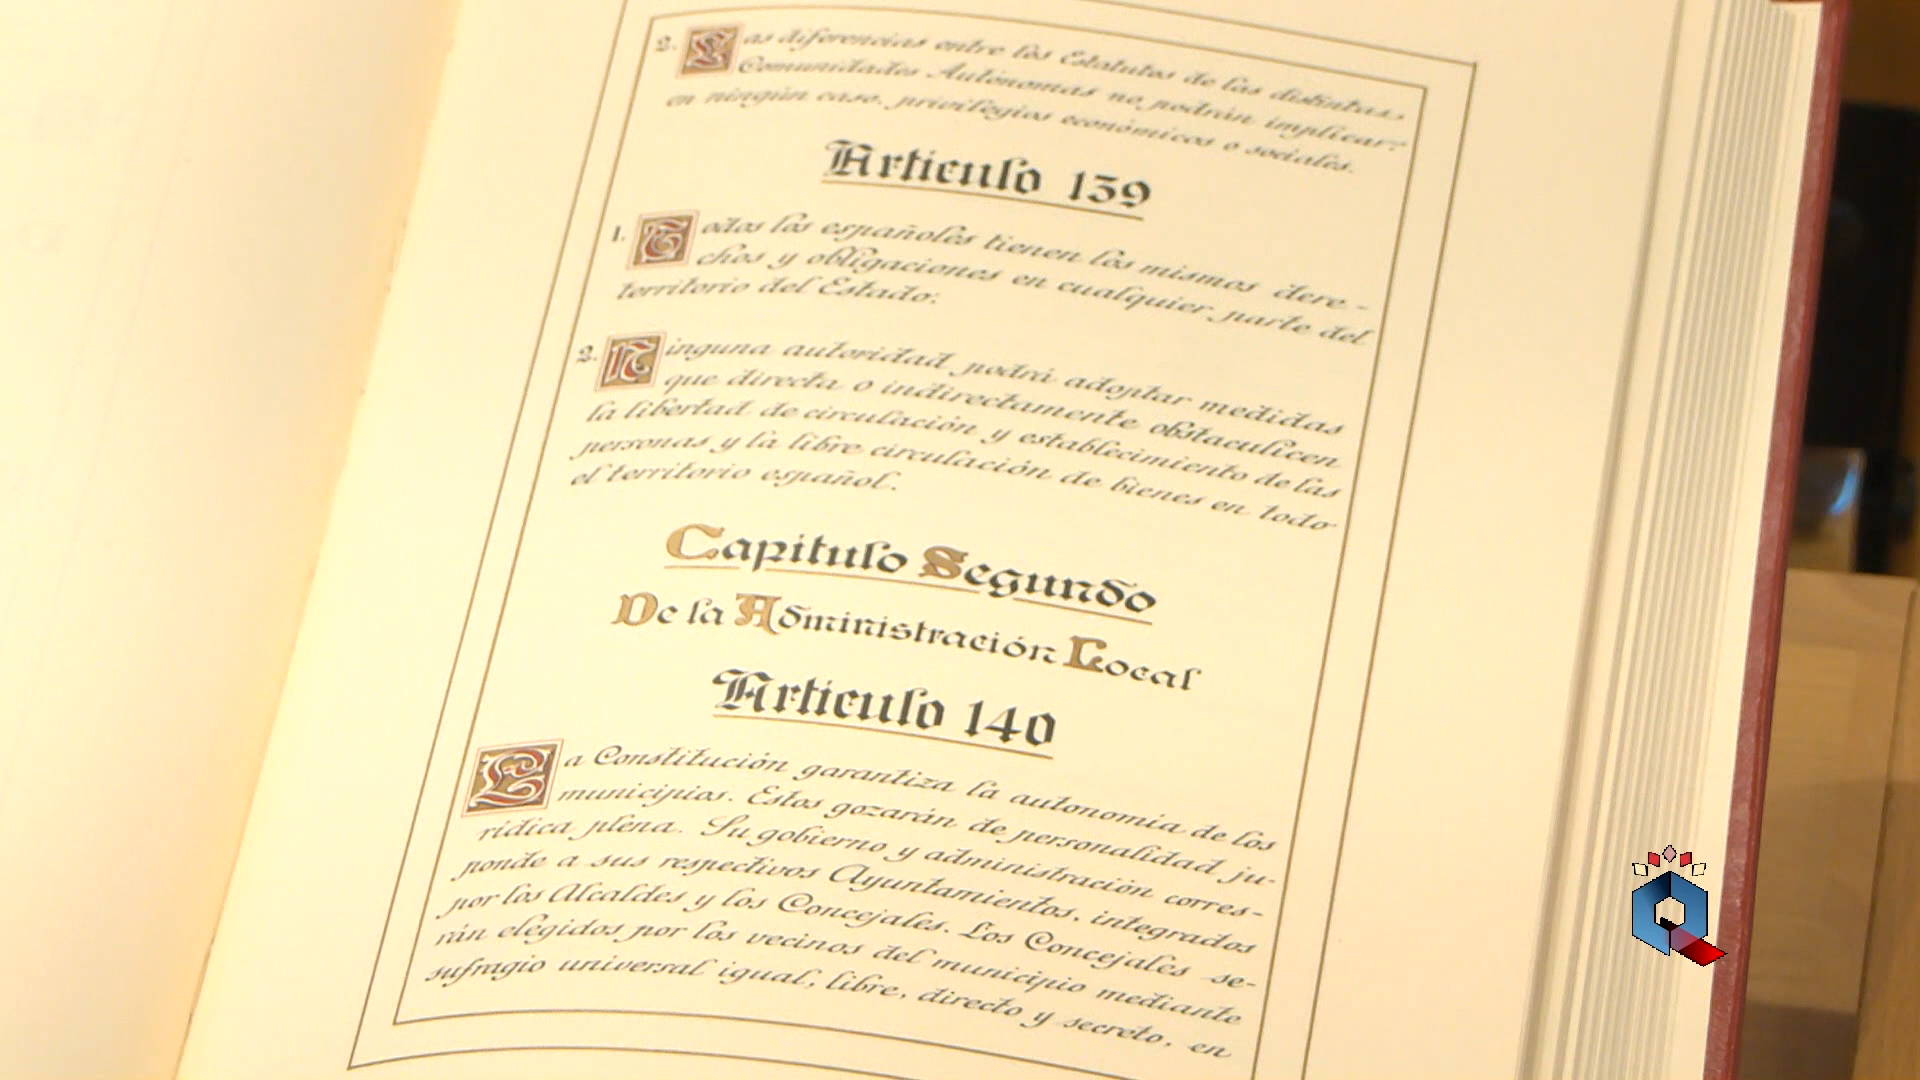 2. Las diferencias entre los Estatutos de las distintas
Comunidades Autónomas no podrán implicar,
en ningún caso, privilegios económicos o sociales.
Artículo 139
1. Todos los españoles tienen los mismos dere-
chos y obligaciones en cualquier parte del
territorio del Estado.
2. Ninguna autoridad podrá adoptar medidas
que directa o indirectamente obstaculicen
la libertad de circulación y establecimiento de las
personas y la libre circulación de bienes en todo
el territorio español.
Capítulo Segundo
De la Administración Local
Artículo 140
La Constitución garantiza la autonomía de los
municipios. Estos gozarán de personalidad ju-
rídica plena. Su gobierno y administración corres-
ponde a sus respectivos Ayuntamientos, integrados
por los Alcaldes y los Concejales. Los Concejales se-
rán elegidos por los vecinos del municipio mediante
sufragio universal igual, libre, directo y secreto, en